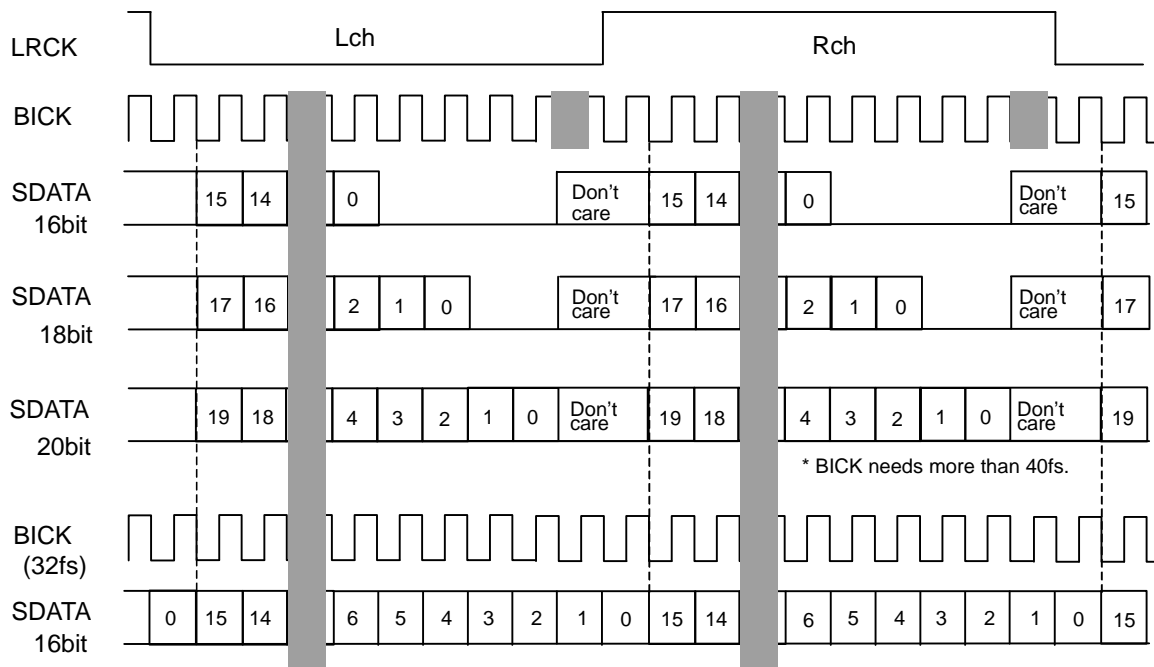 LRCK Lch Rch
BICK
SDATA 16bit 15 14 0 Don't care 15 14 0 Don't care 15
SDATA 18bit 17 16 2 1 0 Don't care 17 16 2 1 0 Don't care 17
SDATA 20bit 19 18 4 3 2 1 0 Don't care 19 18 4 3 2 1 0 Don't care 19
* BICK needs more than 40fs.
BICK
(32fs)
SDATA 16bit 0 15 14 6 5 4 3 2 1 0 15 14 6 5 4 3 2 1 0 15